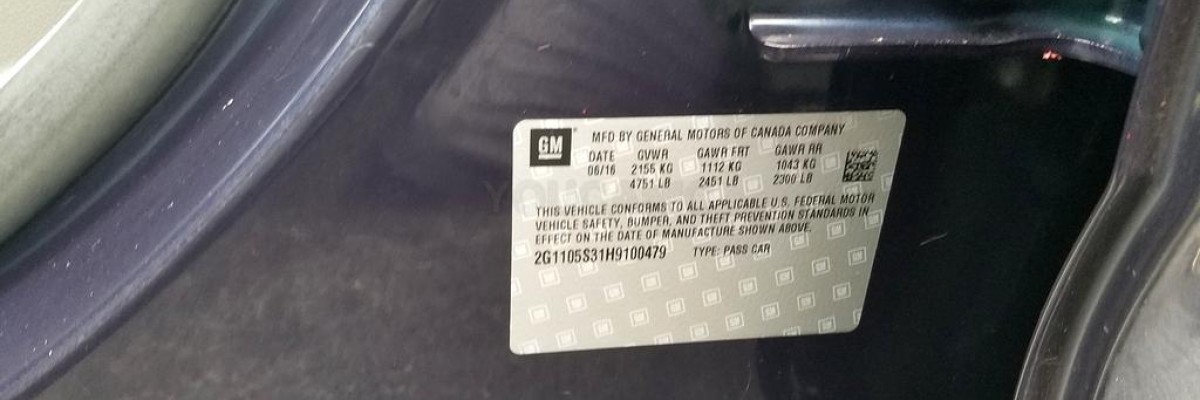 GM
MFD BY GENERAL MOTORS OF CANADA COMPANY
DATE GVWR GAWR FRT GAWR RR
06/16 2155 KG 1112 KG 1043 KG
4751 LB 2451 LB 2300 LB
THIS VEHICLE CONFORMS TO ALL APPLICABLE U.S. FEDERAL MOTOR
VEHICLE SAFETY, BUMPER, AND THEFT PREVENTION STANDARDS IN
EFFECT ON THE DATE OF MANUFACTURE SHOWN ABOVE.
2G1105S31H9100479 TYPE: PASS CAR